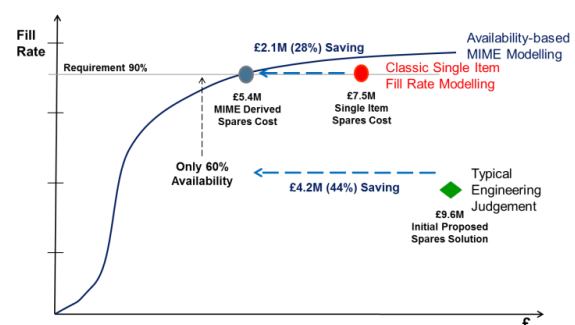 Fill
Rate
£2.1M (28%) Saving
Availability-based
MIME Modelling
Requirement 90%
Classic Single Item
Fill Rate Modelling
£5.4M
MIME Derived
Spares Cost
£7.5M
Single Item
Spares Cost
Only 60%
Availability
£4.2M (44%) Saving
Typical
Engineering
Judgement
£9.6M
Initial Proposed
Spares Solution
£